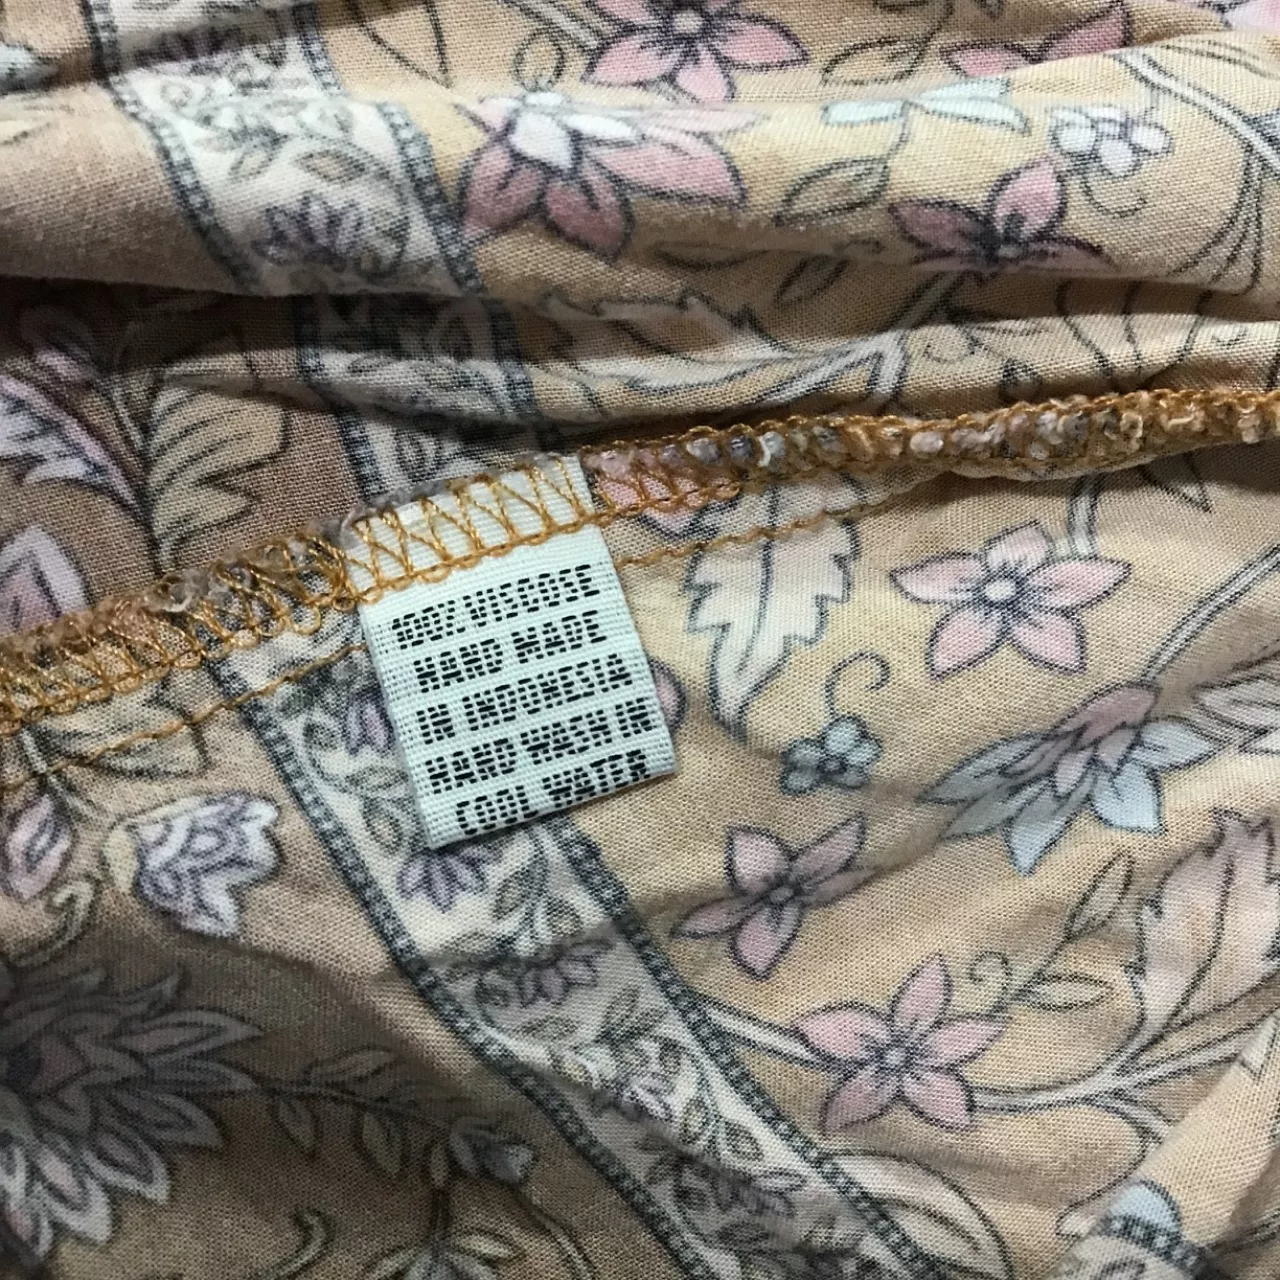 100% VISCOSE
HAND MADE
IN INDONESIA
HAND WASH IN
COOL WATER